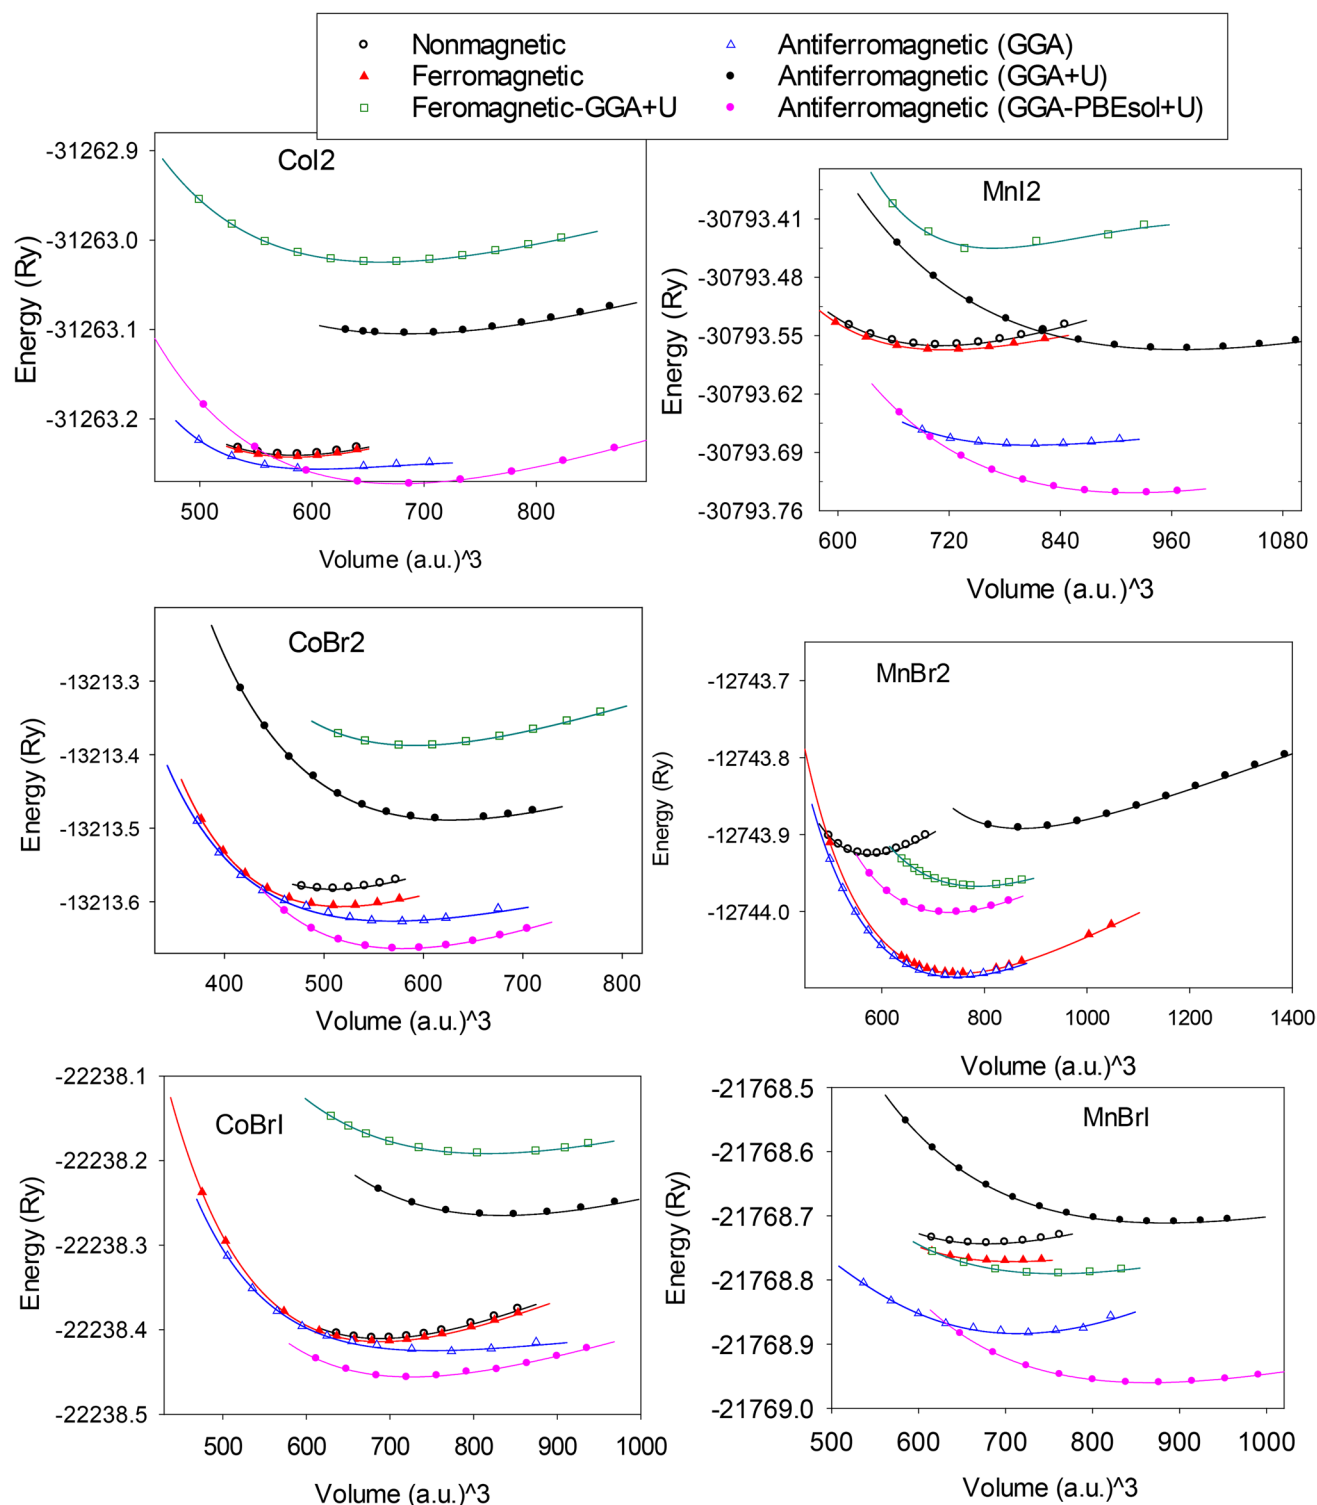 Nonmagnetic
Ferromagnetic
Feromagnetic-GGA+U
Antiferromagnetic (GGA)
Antiferromagnetic (GGA+U)
Antiferromagnetic (GGA-PBEsol+U)
CoI2
Energy (Ry)
-31262.9
-31263.0
-31263.1
-31263.2
500 600 700 800
Volume (a.u.)^3
MnI2
Energy (Ry)
-30793.41
-30793.48
-30793.55
-30793.62
-30793.69
-30793.76
600 720 840 960 1080
Volume (a.u.)^3
CoBr2
Energy (Ry)
-13213.3
-13213.4
-13213.5
-13213.6
400 500 600 700 800
Volume (a.u.)^3
MnBr2
Energy (Ry)
-12743.7
-12743.8
-12743.9
-12744.0
600 800 1000 1200 1400
Volume (a.u.)^3
CoBrI
Energy (Ry)
-22238.1
-22238.2
-22238.3
-22238.4
-22238.5
500 600 700 800 900 1000
Volume (a.u.)^3
MnBrI
Energy (Ry)
-21768.5
-21768.6
-21768.7
-21768.8
-21768.9
-21769.0
500 600 700 800 900 1000
Volume (a.u.)^3